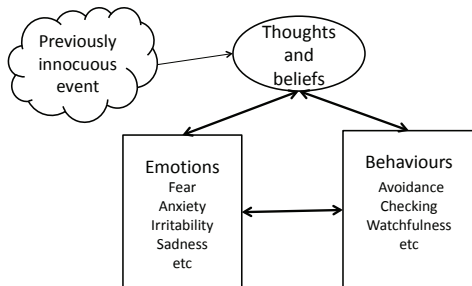 Previously
innocuous
event
Thoughts
and
beliefs
Emotions
Fear
Anxiety
Irritability
Sadness
etc
Behaviours
Avoidance
Checking
Watchfulness
etc